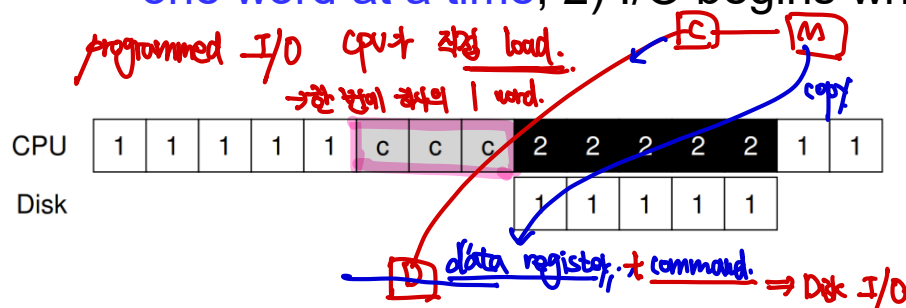 one word at a time, 2) I/O begins wh
programmed I/O CPU가 직접 load.
C M
→ 한 번에 하나의 1 word.
copy
CPU 1 1 1 1 1 c c c 2 2 2 2 2 1 1
Disk 1 1 1 1 1
D data register, + command. ⇒ Disk I/O